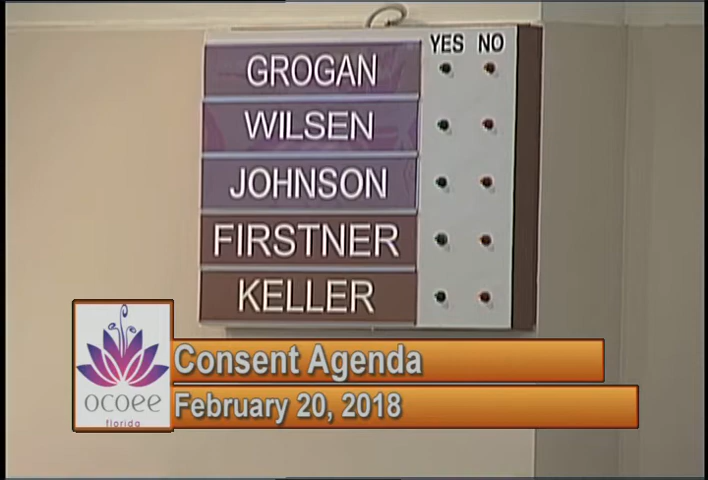 YES NO
GROGAN
WILSEN
JOHNSON
FIRSTNER
KELLER
Consent Agenda
February 20, 2018
ocoee
florida